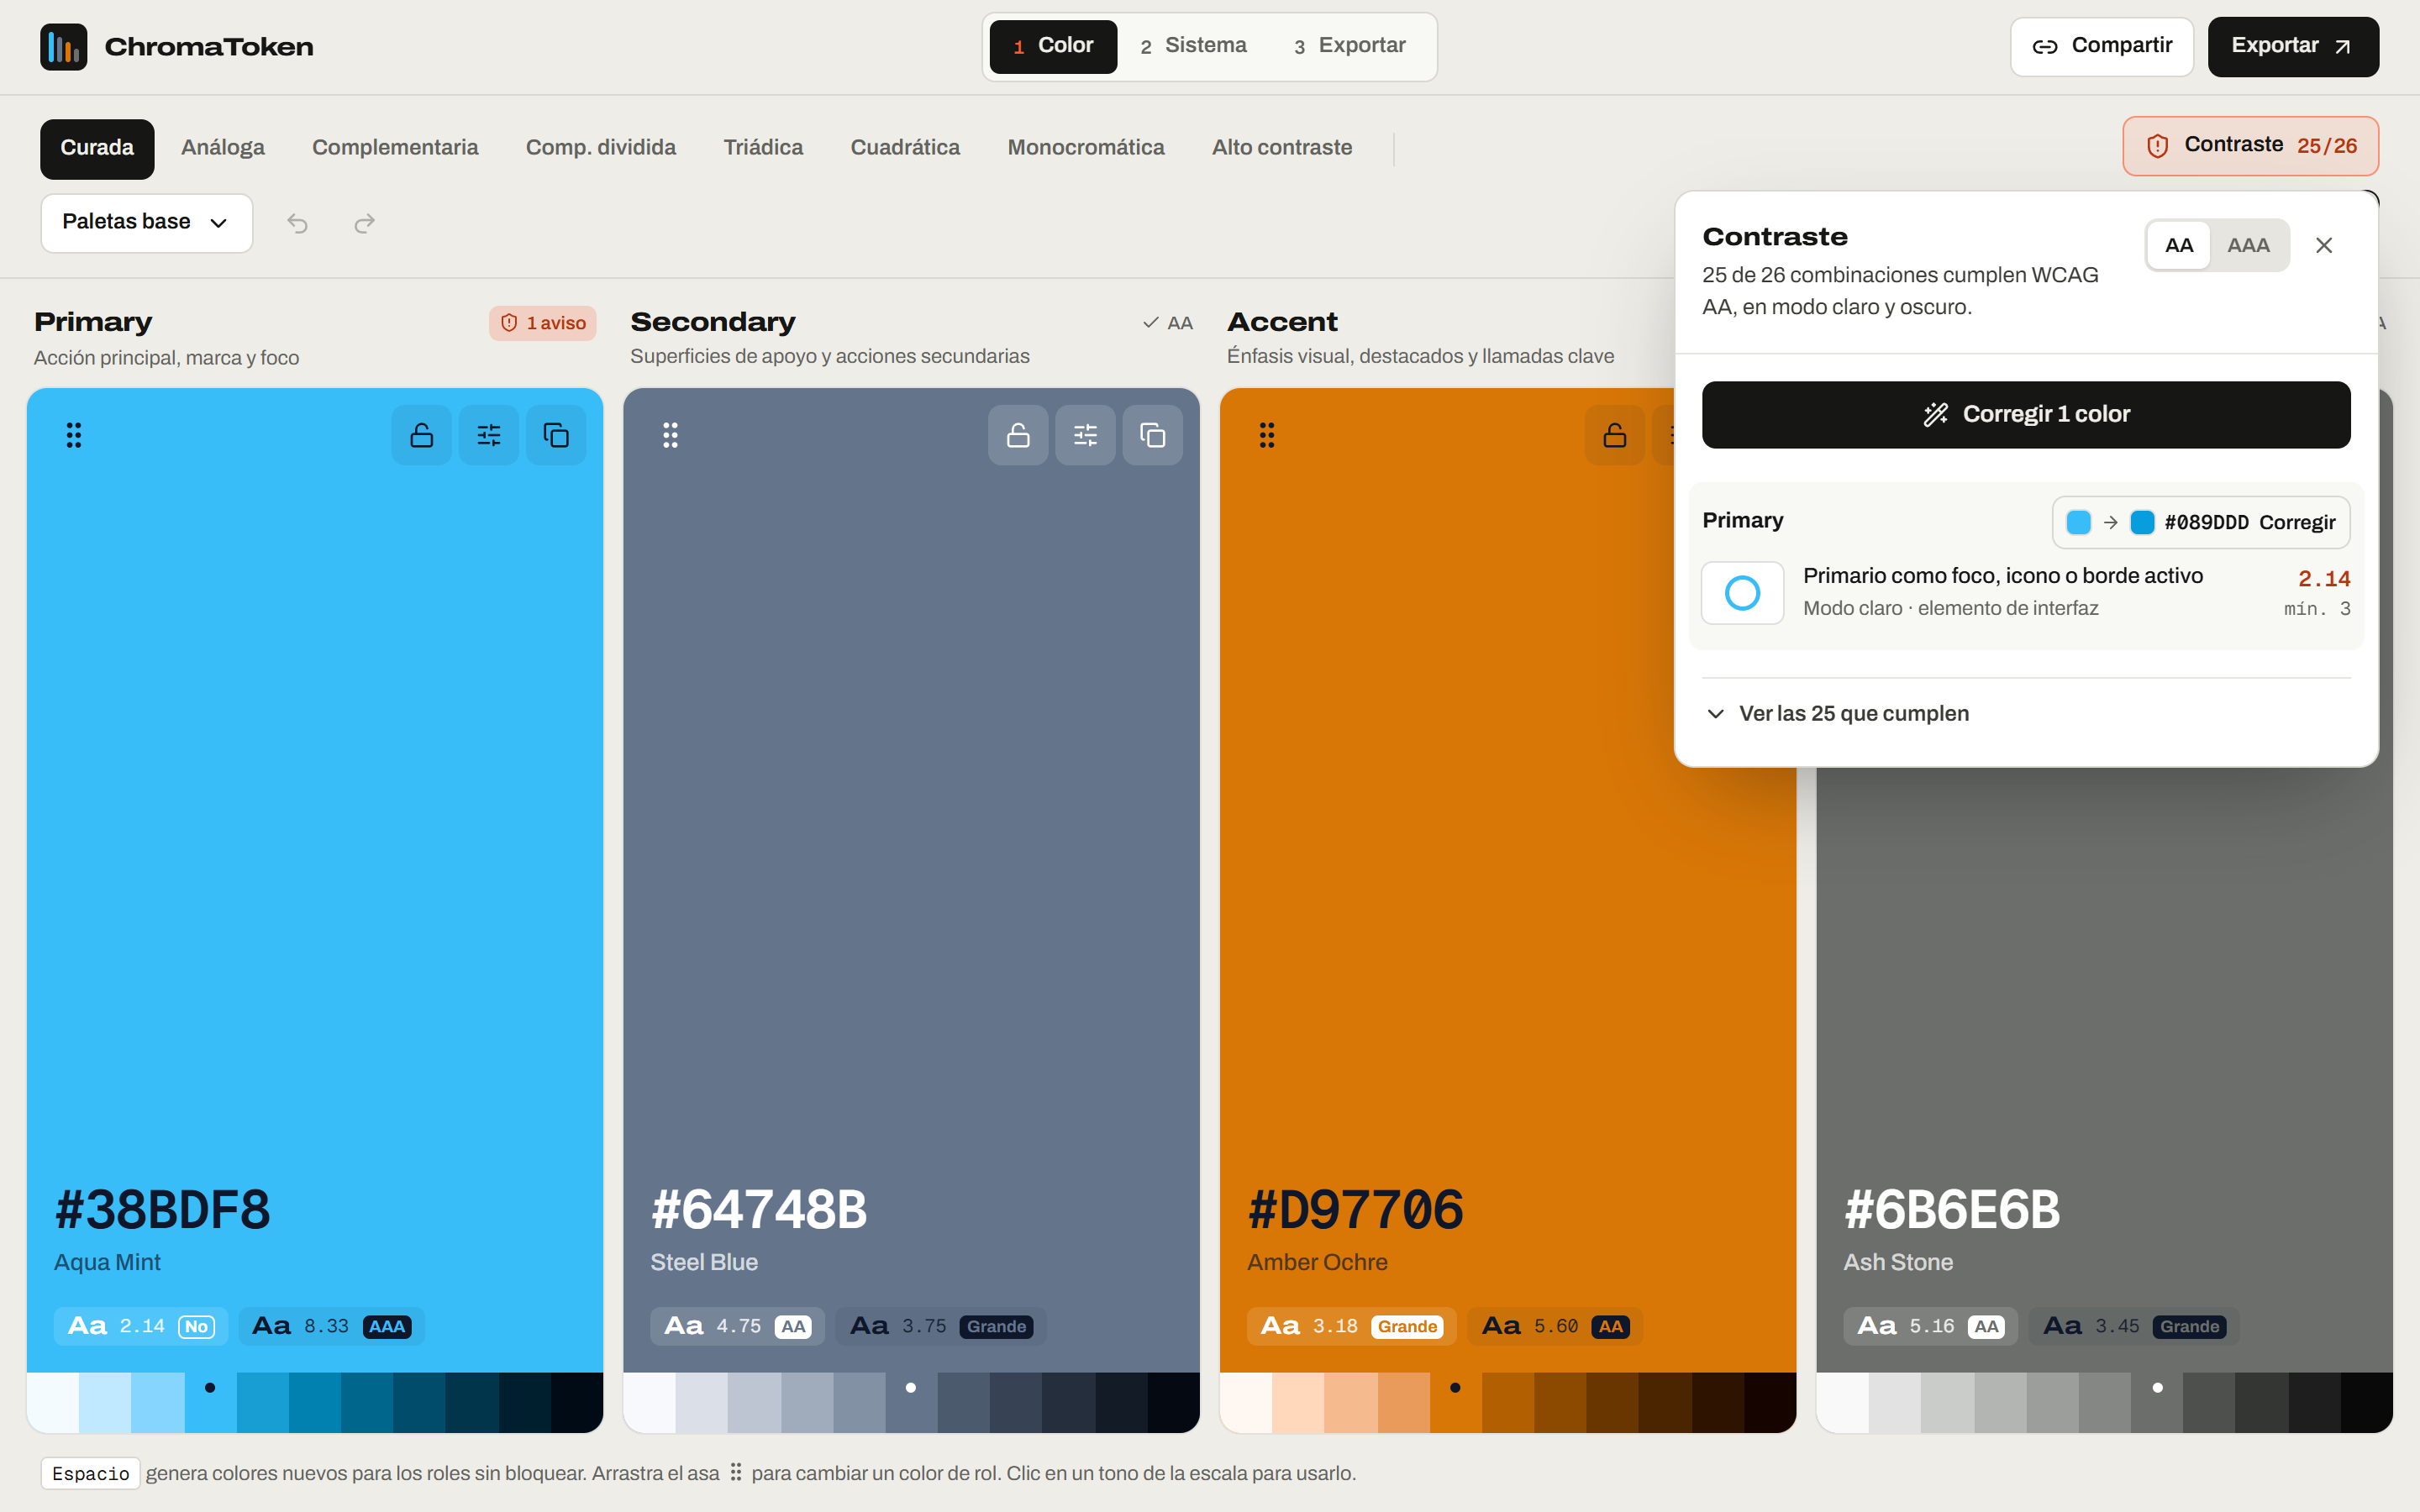 ChromaToken
1 Color
2 Sistema
3 Exportar
Compartir
Exportar
Curada
Análoga
Complementaria
Comp. dividida
Triádica
Cuadrática
Monocromática
Alto contraste
Contraste 25/26
Paletas base
Contraste
AA
AAA
25 de 26 combinaciones cumplen WCAG
AA, en modo claro y oscuro.
Corregir 1 color
Primary
#089DDD Corregir
Primario como foco, icono o borde activo
2.14
Modo claro · elemento de interfaz
mín. 3
Ver las 25 que cumplen
Primary
1 aviso
Acción principal, marca y foco
Secondary
AA
Superficies de apoyo y acciones secundarias
Accent
Énfasis visual, destacados y llamadas clave
#38BDF8
Aqua Mint
Aa 2.14 No
Aa 8.33 AAA
#64748B
Steel Blue
Aa 4.75 AA
Aa 3.75 Grande
#D97706
Amber Ochre
Aa 3.18 Grande
Aa 5.60 AA
#6B6E6B
Ash Stone
Aa 5.16 AA
Aa 3.45 Grande
Espacio genera colores nuevos para los roles sin bloquear. Arrastra el asa para cambiar un color de rol. Clic en un tono de la escala para usarlo.